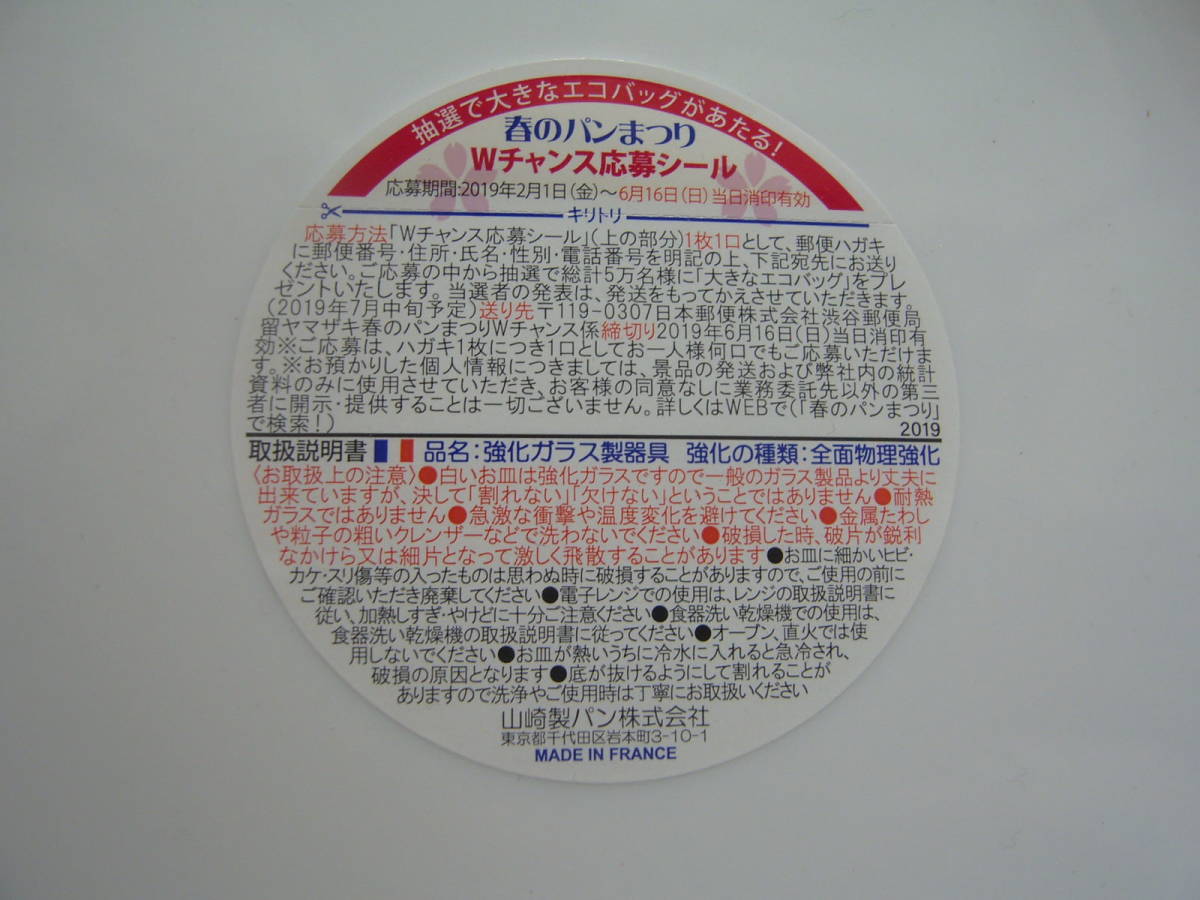 抽選で大きなエコバッグがあたる!
春のパンまつり
Wチャンス応募シール
応募期間:2019年2月1日(金)〜6月16日(日)当日消印有効
キリトリ
応募方法「Wチャンス応募シール」(上の部分)1枚1口として、郵便ハガキ
に郵便番号・住所・氏名・性別・電話番号を明記の上、下記宛先にお送り
ください。ご応募の中から抽選で総計5万名様に「大きなエコバッグ」をプレ
ゼントいたします。当選者の発表は、発送をもってかえさせていただきます。
(2019年7月中旬予定)送り先〒119-0307日本郵便株式会社渋谷郵便局
留ヤマザキ春のパンまつりWチャンス係締切り2019年6月16日(日)当日消印有
効※ご応募は、ハガキ1枚につき1口としてお一人様何口でもご応募いただけま
す。※お預かりした個人情報につきましては、景品の発送および弊社内の統計
資料のみに使用させていただき、お客様の同意なしに業務委託先以外の第三
者に開示・提供することは一切ございません。詳しくはWEBで(「春のパンまつり」
で検索!)
2019
取扱説明書 品名:強化ガラス製器具 強化の種類:全面物理強化
〈お取扱上の注意〉●白いお皿は強化ガラスですので一般のガラス製品より丈夫に
出来ていますが、決して「割れない」「欠けない」ということではありません●耐熱
ガラスではありません●急激な衝撃や温度変化を避けてください●金属たわし
や粒子の粗いクレンザーなどで洗わないでください●破損した時、破片が鋭利
なかけら又は細片となって激しく飛散することがあります●お皿に細かいヒビ・
カケ・スリ傷等の入ったものは思わぬ時に破損することがありますので、ご使用の前に
ご確認いただき廃棄してください●電子レンジでの使用は、レンジの取扱説明書に
従い、加熱しすぎ・やけどに十分ご注意ください●食器洗い乾燥機での使用は、
食器洗い乾燥機の取扱説明書に従ってください●オーブン、直火では使
用しないでください●お皿が熱いうちに冷水に入れると急冷され、
破損の原因となります●底が抜けるようにして割れることが
ありますので洗浄やご使用時は丁寧にお取扱いください
山崎製パン株式会社
東京都千代田区岩本町3-10-1
MADE IN FRANCE